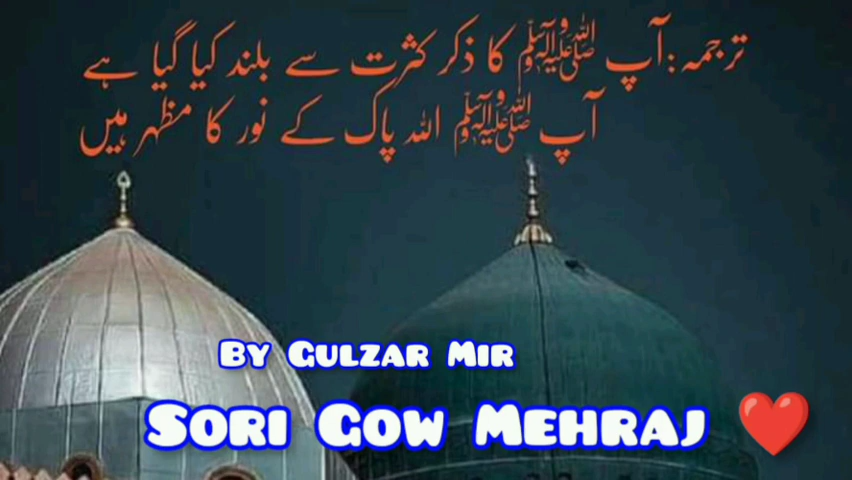 ترجمہ: آپ ﷺ کا ذکر کثرت سے بلند کیا گیا ہے
آپ ﷺ اللہ پاک کے نور کا مظہر ہیں
By Gulzar Mir
Sori Gow Mehraj ❤️